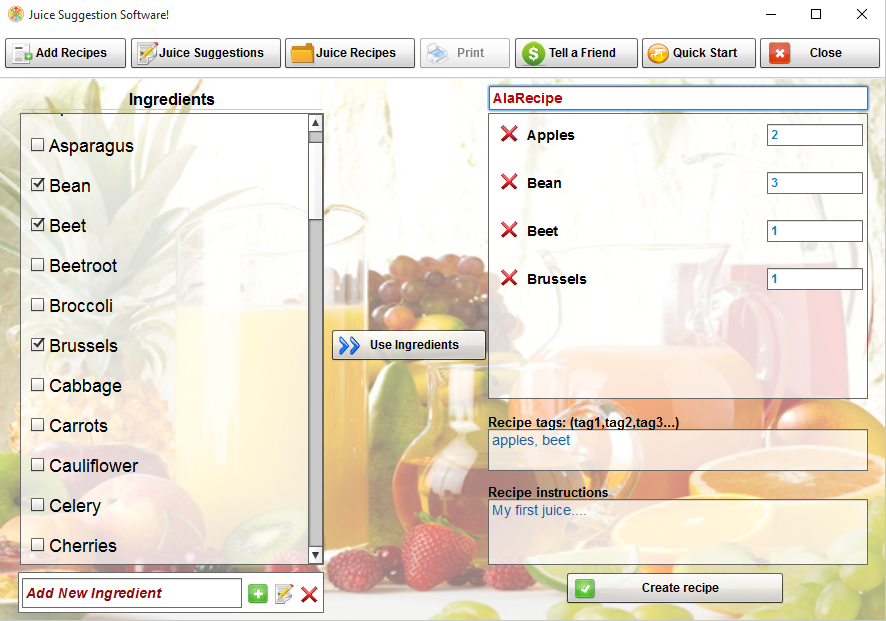 Juice Suggestion Software!
Add Recipes
Juice Suggestions
Juice Recipes
Print
Tell a Friend
Quick Start
Close
Ingredients
Asparagus
Bean
Beet
Beetroot
Broccoli
Brussels
Cabbage
Carrots
Cauliflower
Celery
Cherries
Add New Ingredient
Use Ingredients
AlaRecipe
Apples 2
Bean 3
Beet 1
Brussels 1
Recipe tags: (tag1,tag2,tag3...)
apples, beet
Recipe instructions
My first juice....
Create recipe